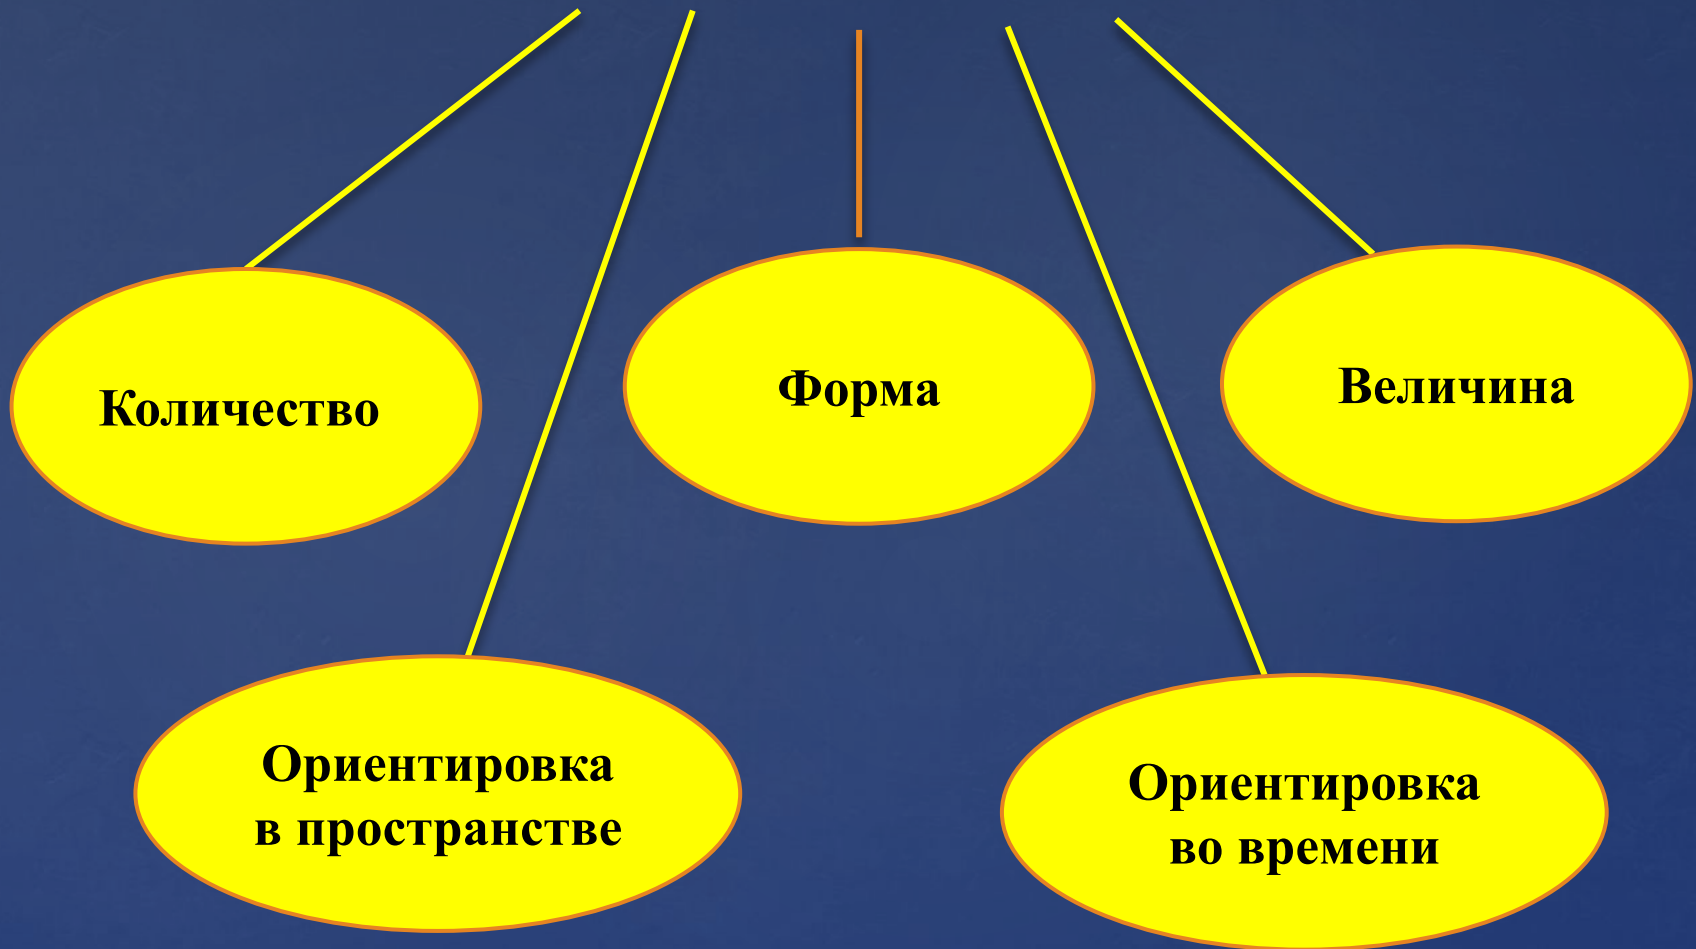 Количество
Форма
Величина
Ориентировка
в пространстве
Ориентировка
во времени